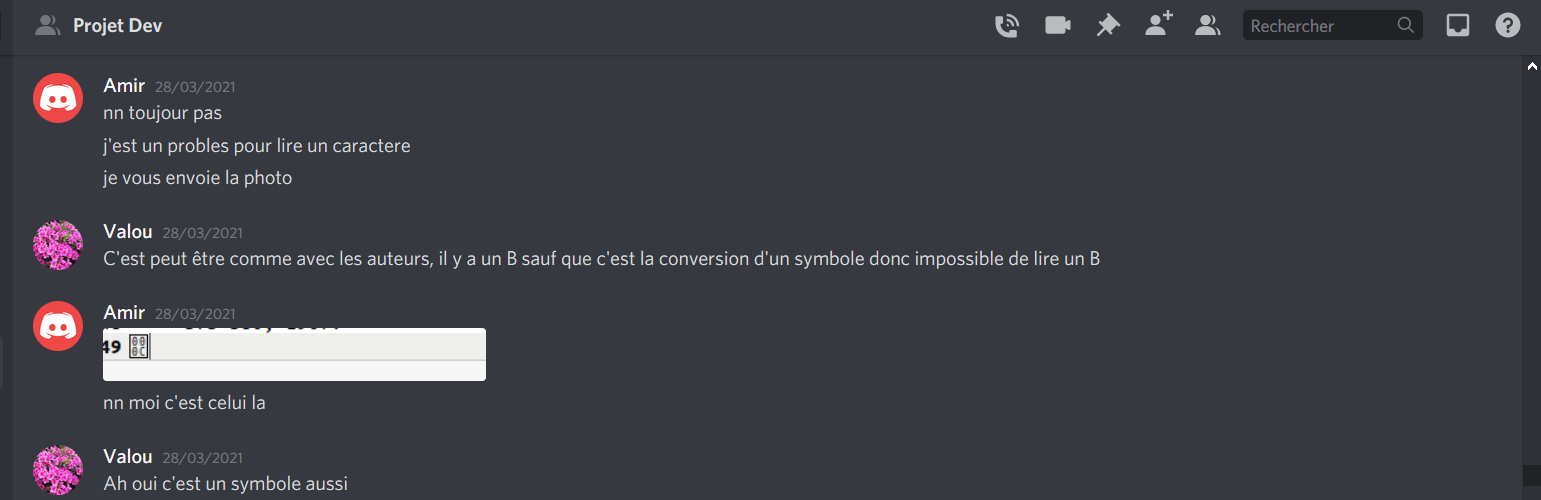 Projet Dev
Rechercher
Amir 28/03/2021
nn toujour pas
j'est un probles pour lire un caractere
je vous envoie la photo
Valou 28/03/2021
C'est peut être comme avec les auteurs, il y a un B sauf que c'est la conversion d'un symbole donc impossible de lire un B
Amir 28/03/2021
49 000C
nn moi c'est celui la
Valou 28/03/2021
Ah oui c'est un symbole aussi